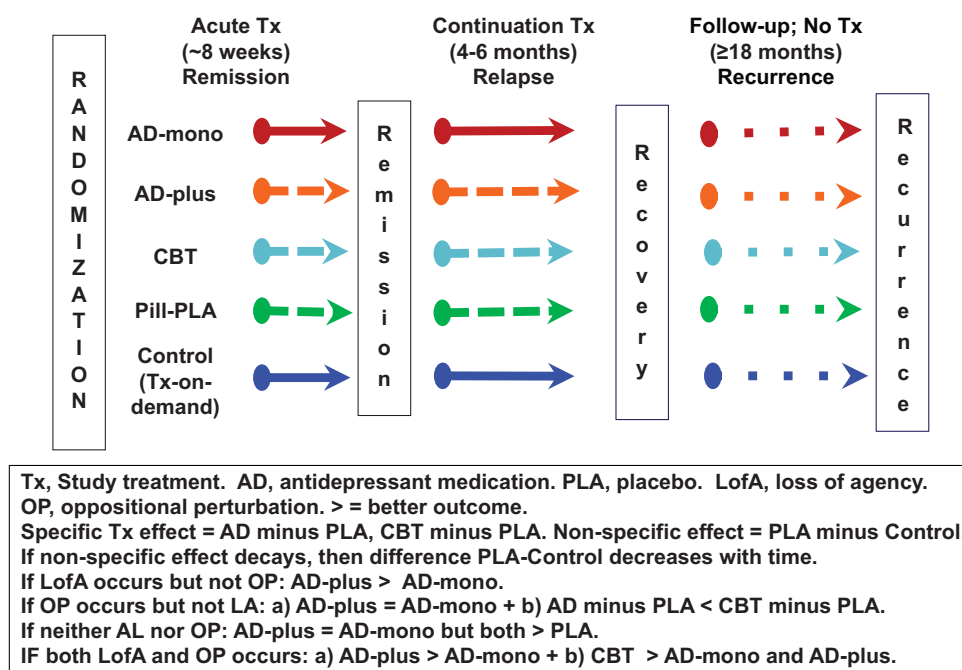 Acute Tx
(~8 weeks)
Remission
Continuation Tx
(4-6 months)
Relapse
Follow-up; No Tx
(≥18 months)
Recurrence
RANDOMIZATION
AD-mono
AD-plus
CBT
Pill-PLA
Control
(Tx-on-
demand)
Remission
Recovery
Recurrence
Tx, Study treatment. AD, antidepressant medication. PLA, placebo. LofA, loss of agency.
OP, oppositional perturbation. > = better outcome.
Specific Tx effect = AD minus PLA, CBT minus PLA. Non-specific effect = PLA minus Control.
If non-specific effect decays, then difference PLA-Control decreases with time.
If LofA occurs but not OP: AD-plus > AD-mono.
If OP occurs but not LA: a) AD-plus = AD-mono + b) AD minus PLA < CBT minus PLA.
If neither AL nor OP: AD-plus = AD-mono but both > PLA.
IF both LofA and OP occurs: a) AD-plus > AD-mono + b) CBT > AD-mono and AD-plus.